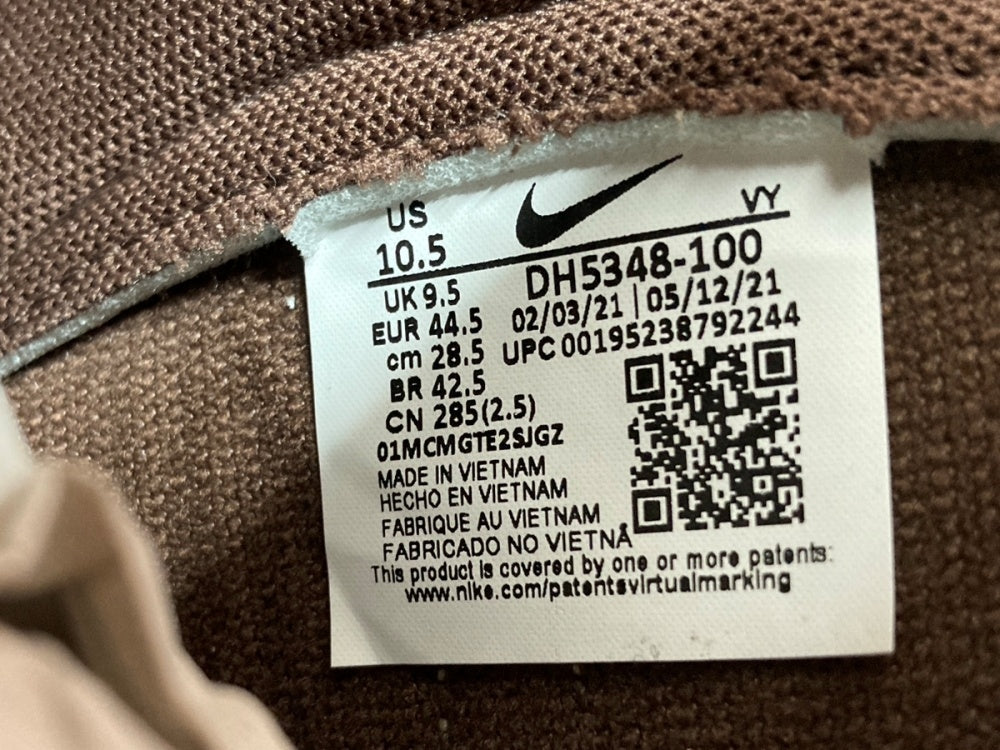 US
10.5
VY
UK 9.5
DH5348-100
EUR 44.5
02/03/21 | 05/12/21
cm 28.5
UPC 00195238792244
BR 42.5
CN 285(2.5)
01MCMGTE2SJGZ
MADE IN VIETNAM
HECHO EN VIETNAM
FABRIQUE AU VIETNAM
FABRICADO NO VIETNÃ
This product is covered by one or more patents:
www.nike.com/patentsvirtualmarking